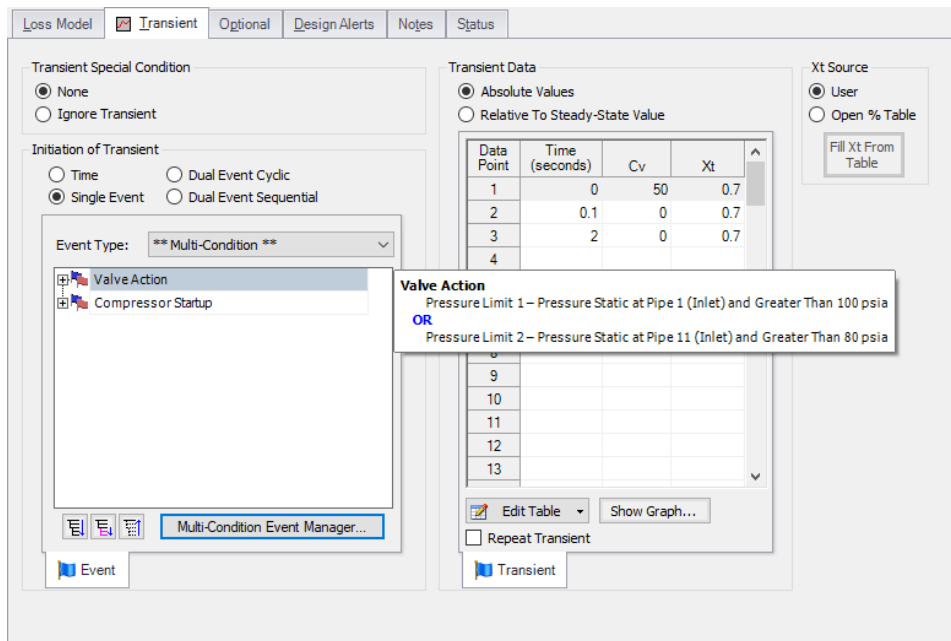 Loss Model
Transient
Optional
Design Alerts
Notes
Status
Transient Special Condition
None
Ignore Transient
Initiation of Transient
Time
Dual Event Cyclic
Single Event
Dual Event Sequential
Event Type:
** Multi-Condition **
Valve Action
Compressor Startup
Multi-Condition Event Manager...
Event
Transient Data
Absolute Values
Relative To Steady-State Value
Data Point Time (seconds) Cv Xt
1 0 50 0.7
2 0.1 0 0.7
3 2 0 0.7
4
Valve Action
Pressure Limit 1 – Pressure Static at Pipe 1 (Inlet) and Greater Than 100 psia
OR
Pressure Limit 2 – Pressure Static at Pipe 11 (Inlet) and Greater Than 80 psia
9
10
11
12
13
Edit Table
Show Graph...
Repeat Transient
Transient
Xt Source
User
Open % Table
Fill Xt From
Table